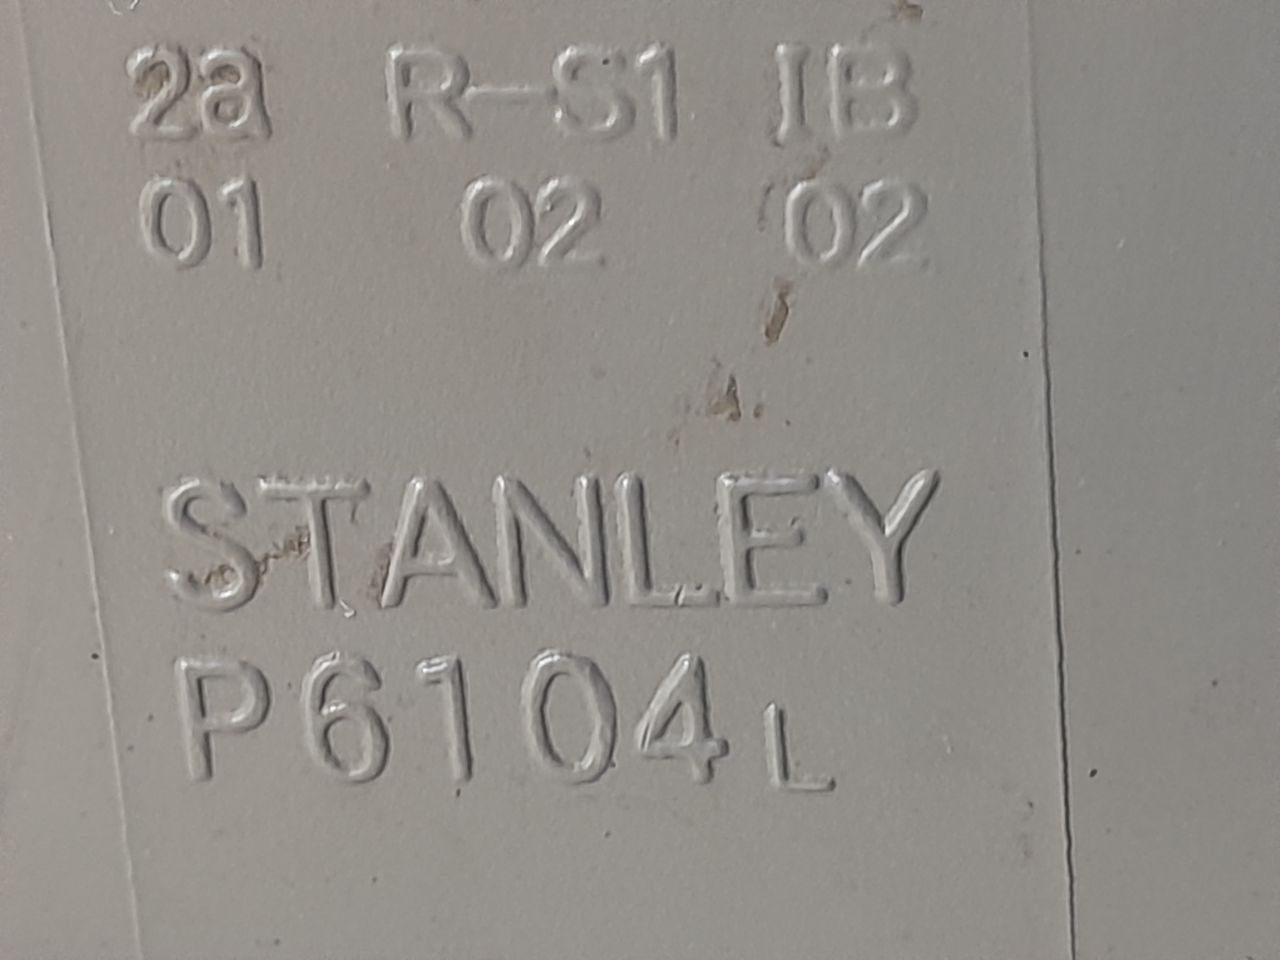 2a R-S1 IB
01 02 02
STANLEY
P6104L